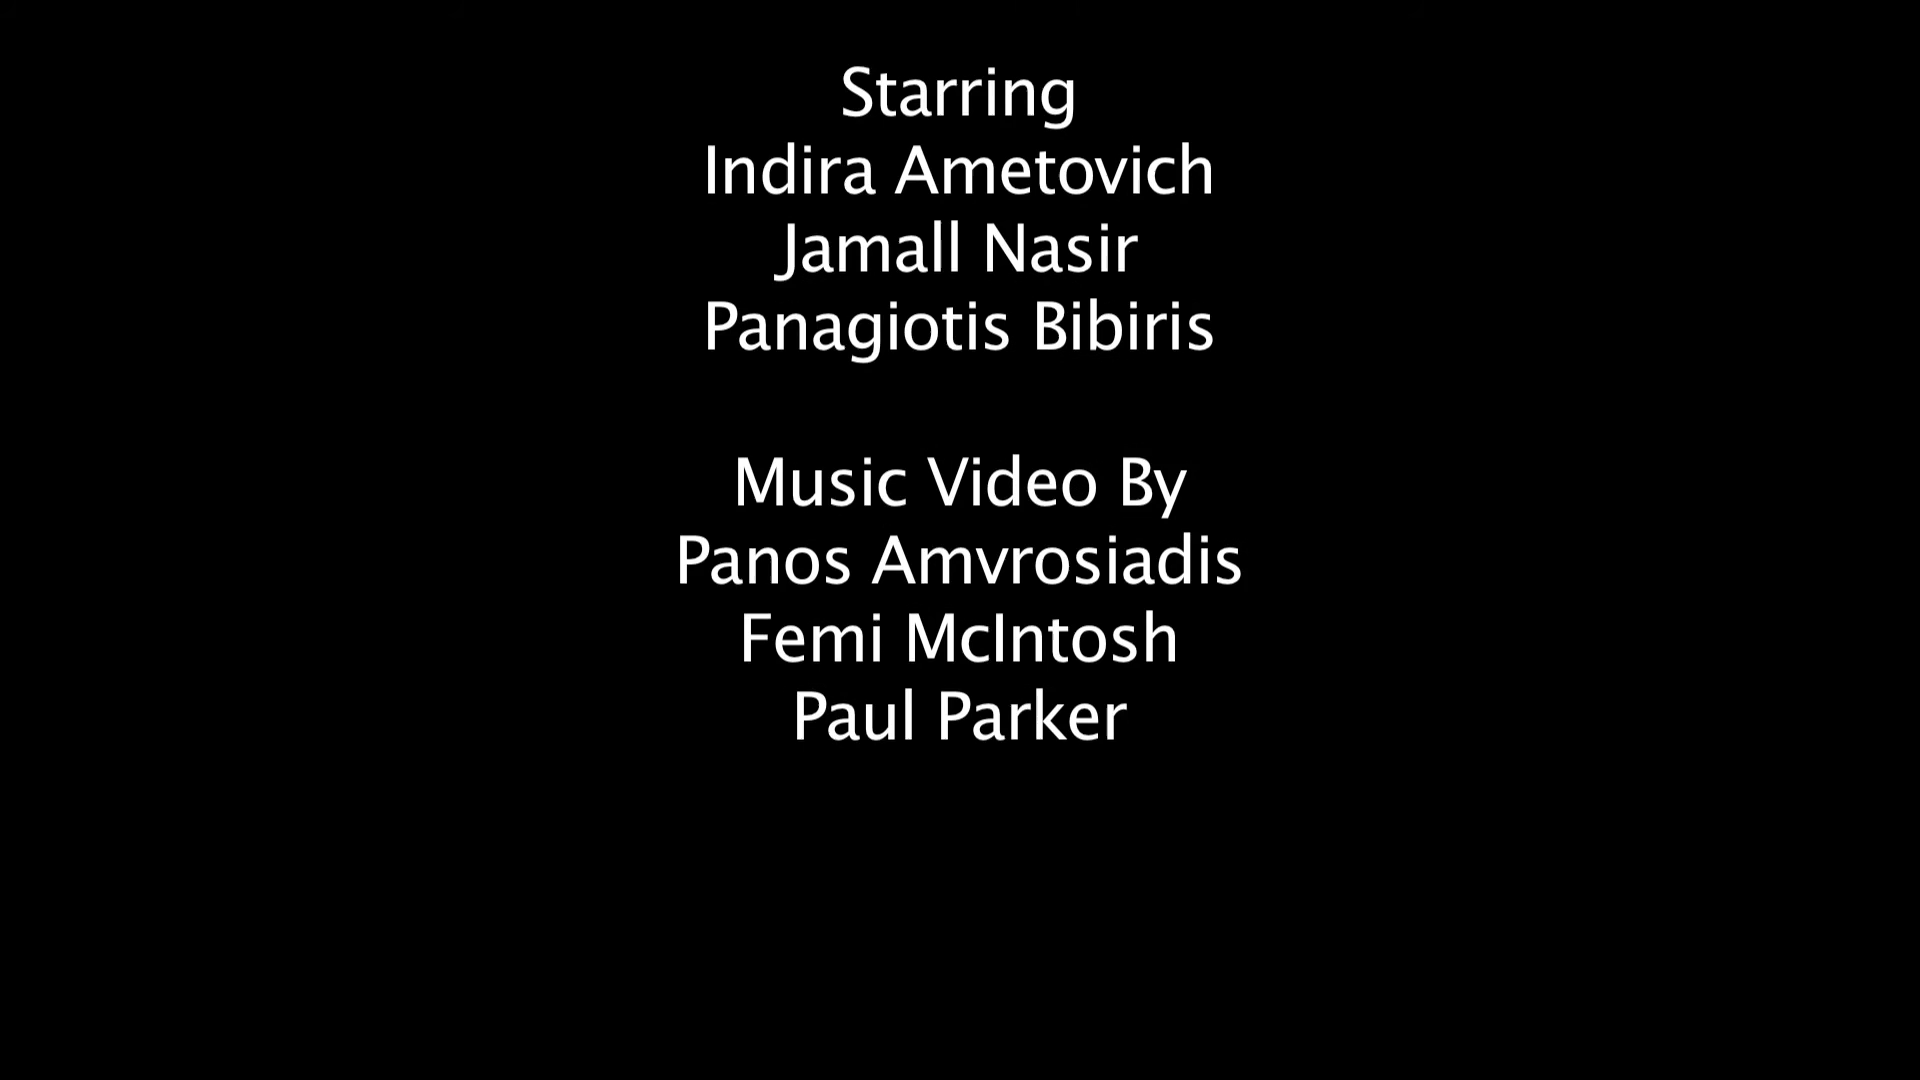 Starring
Indira Ametovich
Jamall Nasir
Panagiotis Bibiris
Music Video By
Panos Amvrosiadis
Femi McIntosh
Paul Parker